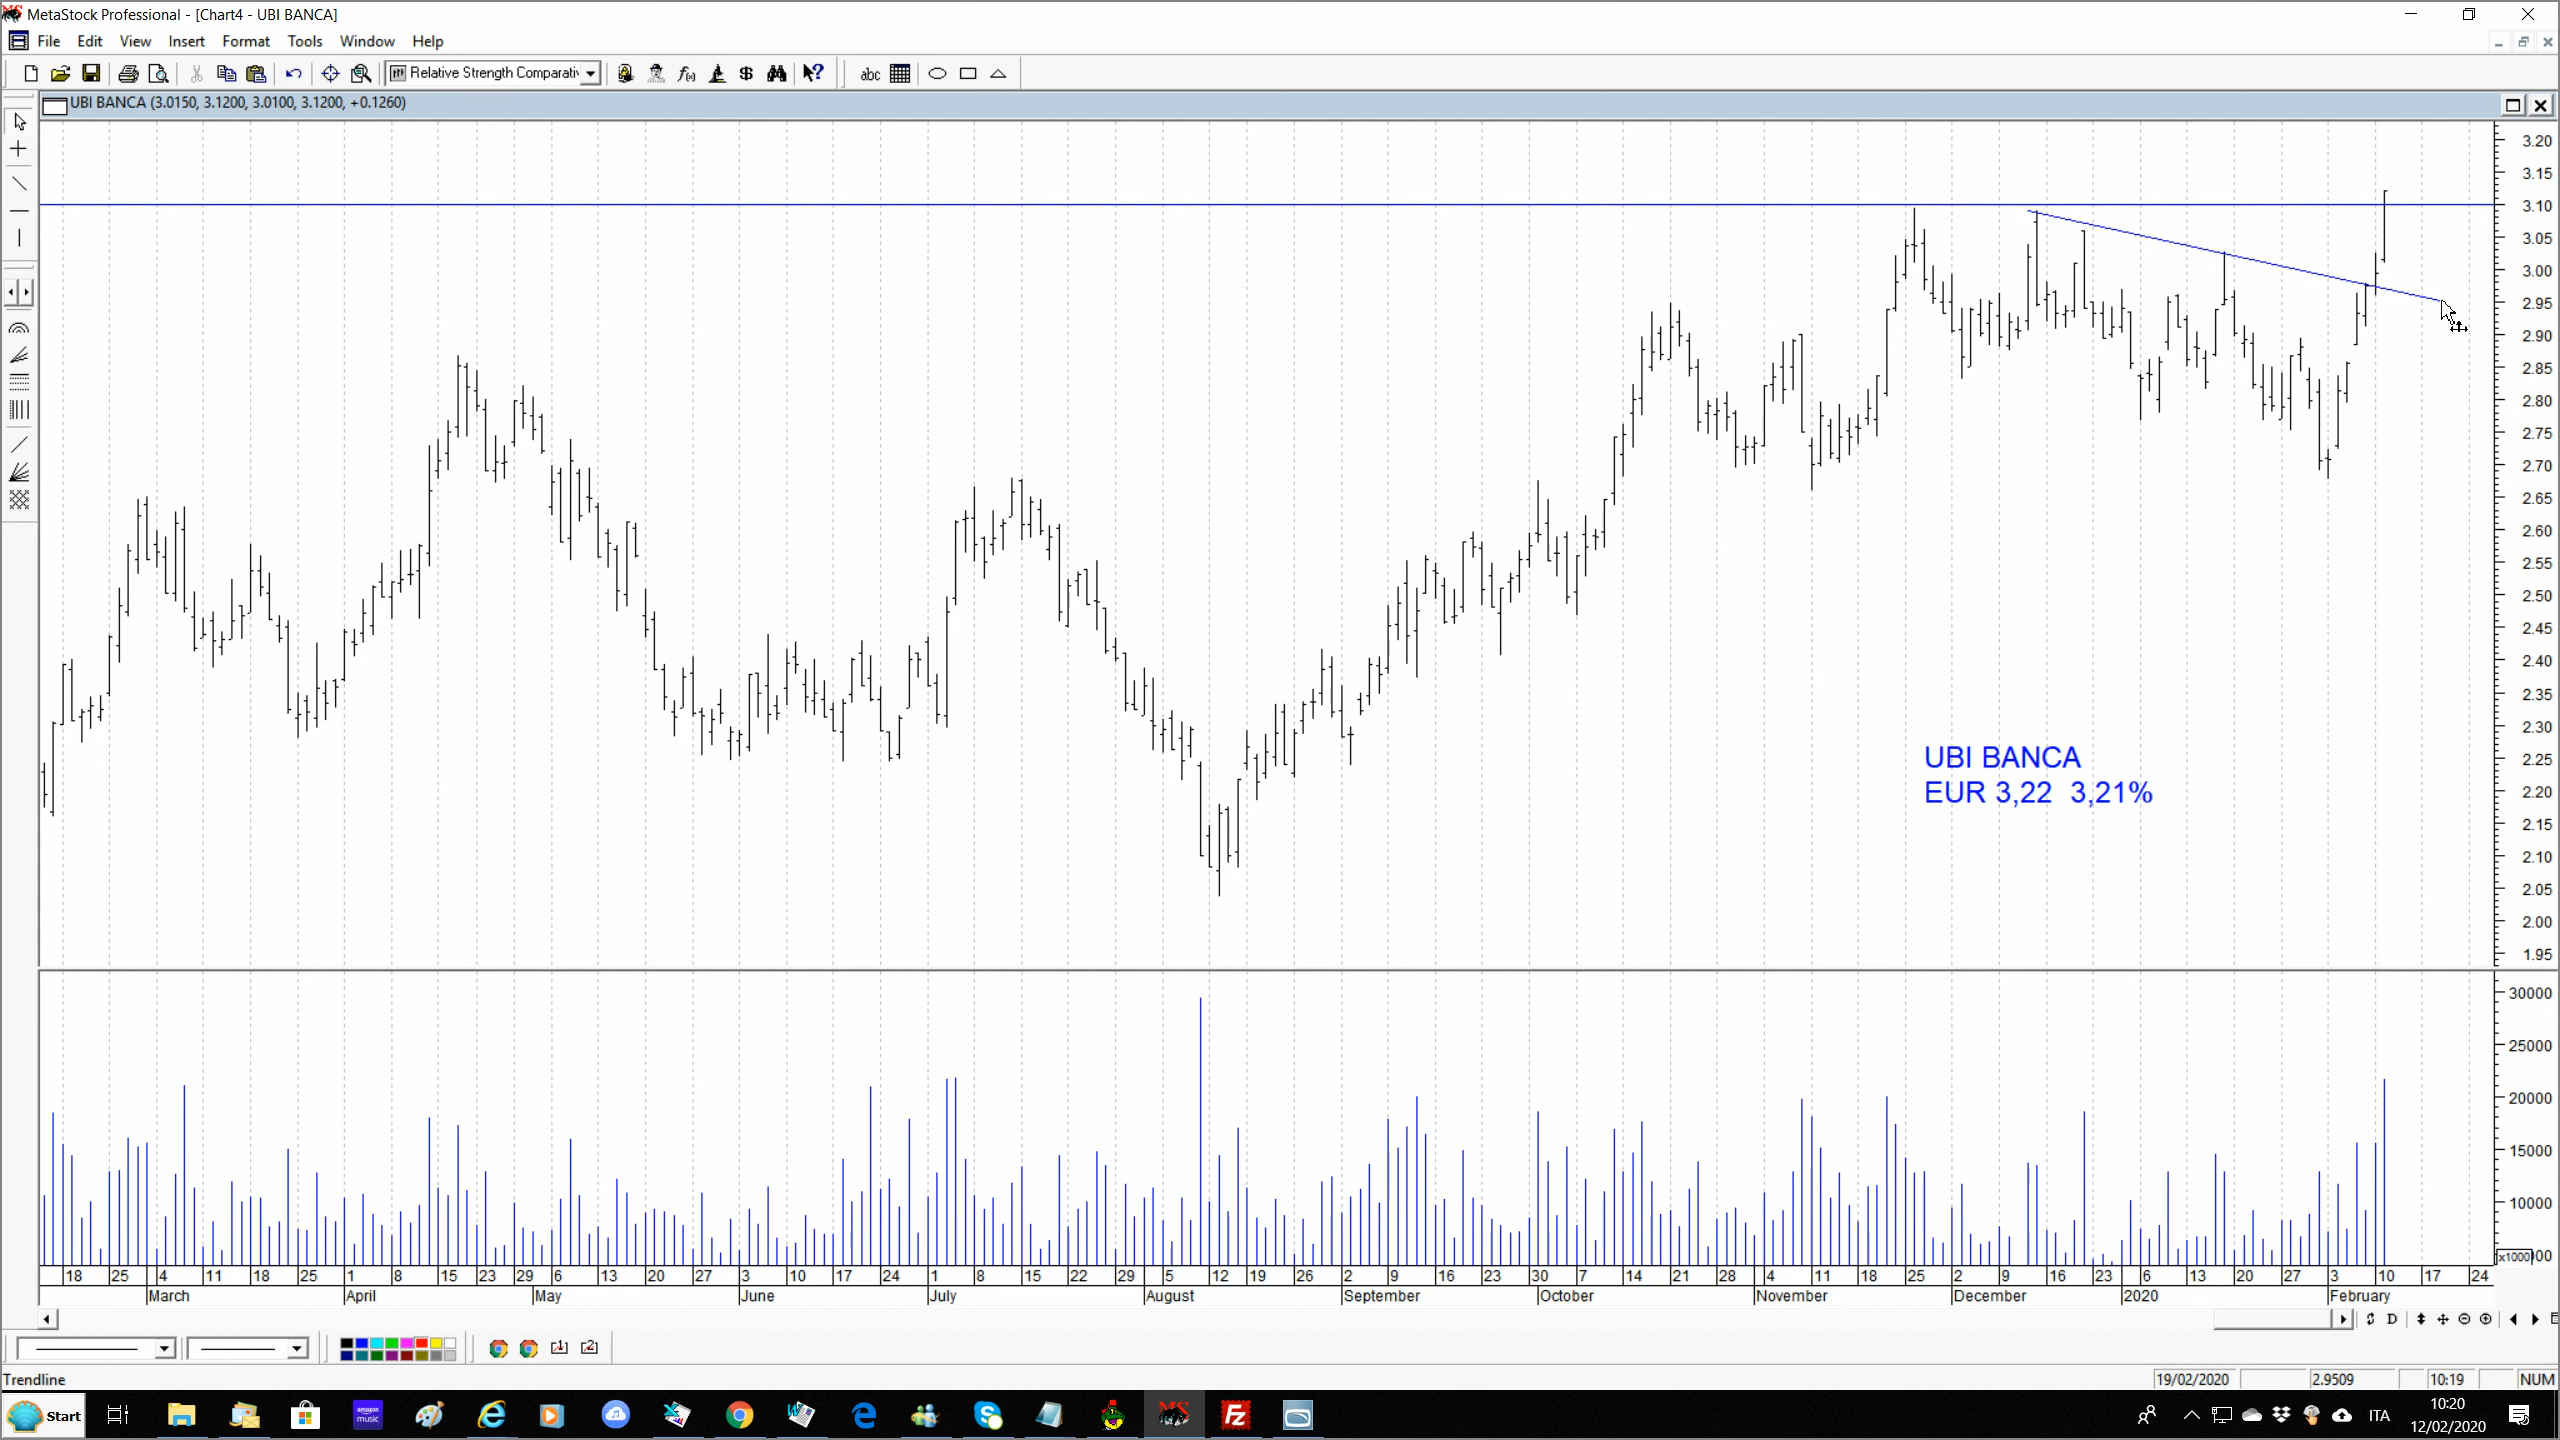 MetaStock Professional - [Chart4 - UBI BANCA]
File Edit View Insert Format Tools Window Help
Relative Strength Comparati abc
UBI BANCA (3.0150, 3.1200, 3.0100, 3.1200, +0.1260)
3.20
3.15
3.10
3.05
3.00
2.95
2.90
2.85
2.80
2.75
2.70
2.65
2.60
2.55
2.50
2.45
2.40
2.35
2.30
2.25
2.20
2.15
2.10
2.05
2.00
1.95
UBI BANCA
EUR 3,22 3,21%
30000
25000
20000
15000
10000
x1000
18 25 4 11 18 25 1 8 15 23 29 6 13 20 27 3 10 17 24 1 8 15 22 29 5 12 19 26 2 9 16 23 30 7 14 21 28 4 11 18 25 2 9 16 23 6 13 20 27 3 10 17 24
March April May June July August September October November December 2020 February
D
Trendline 19/02/2020 2.9509 10:19 NUM
Start amazon music MS Fz ITA 10:20
12/02/2020